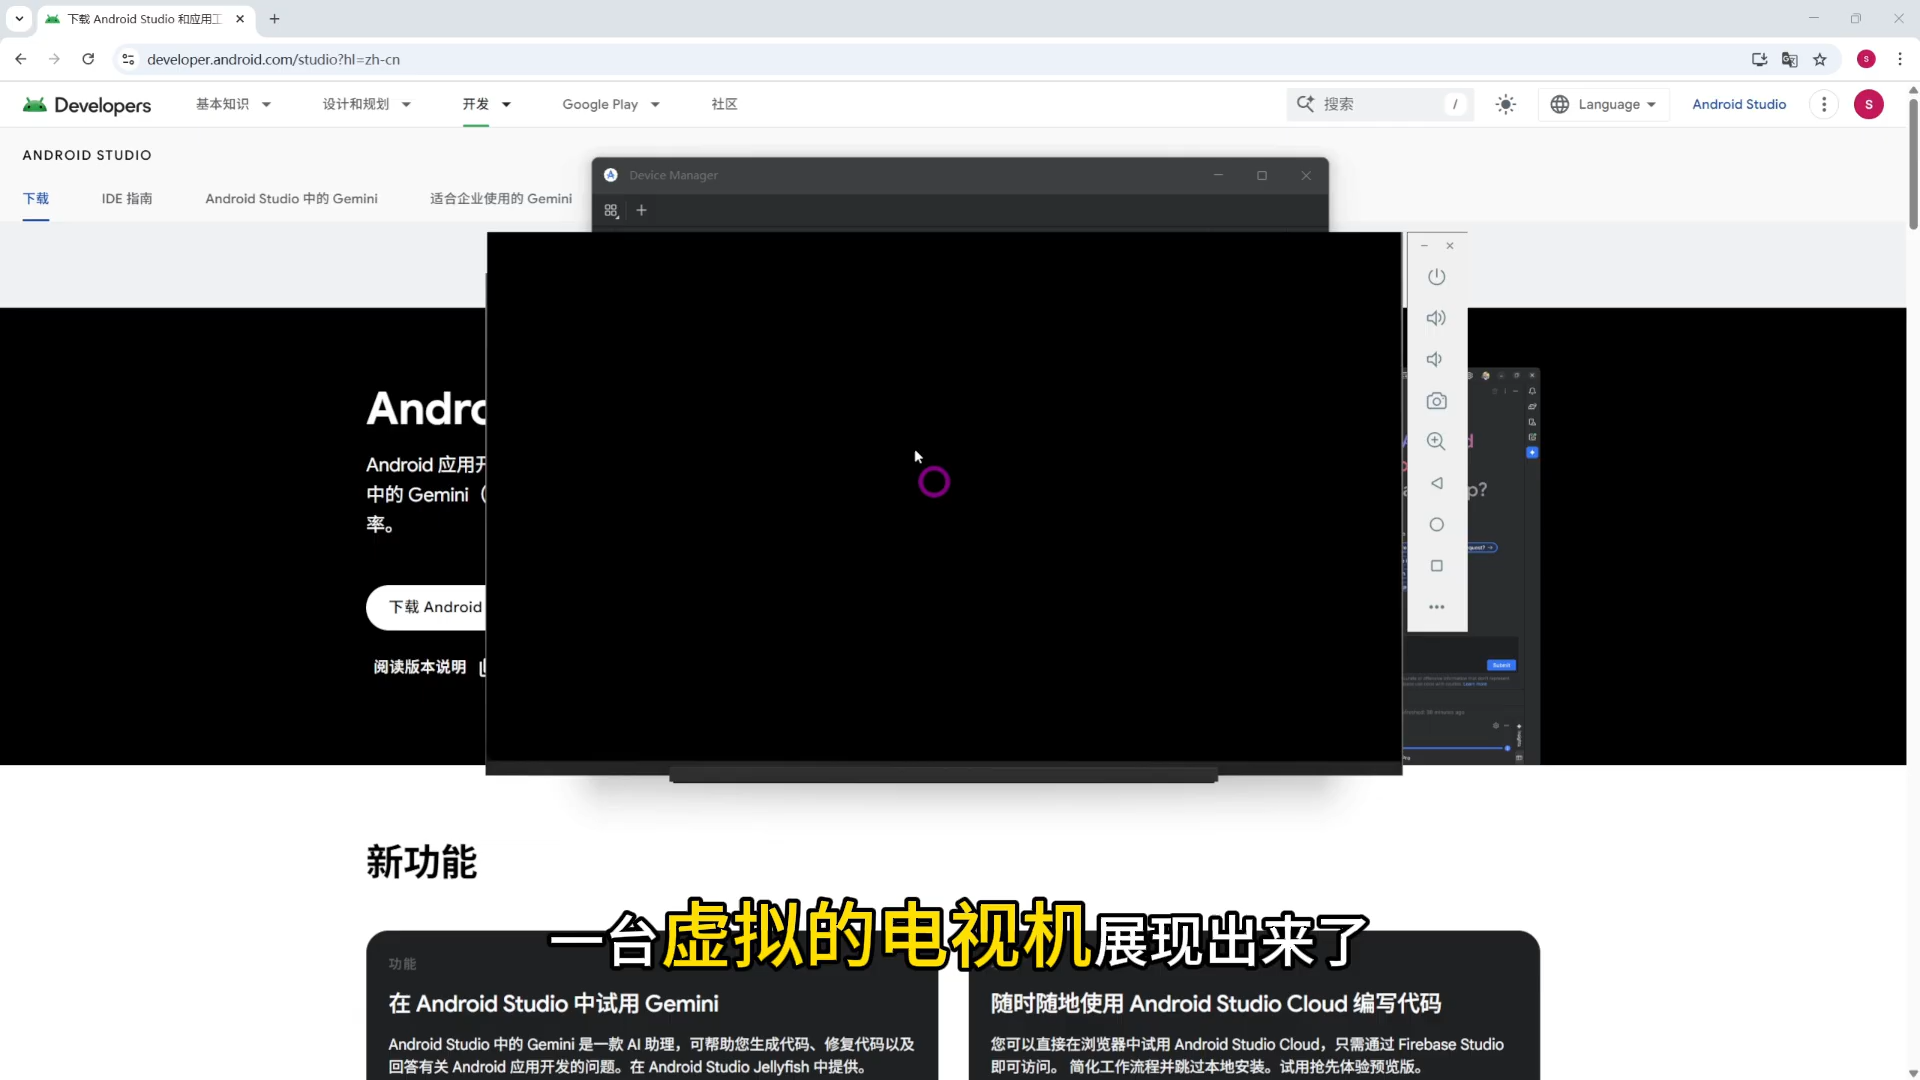 下载 Android Studio 和应用工
developer.android.com/studio?hl=zh-cn
S
Developers
基本知识
设计和规划
开发
Google Play
社区
搜索
/
Language
Android Studio
S
ANDROID STUDIO
下载
IDE 指南
Android Studio 中的 Gemini
适合企业使用的 Gemini
Device Manager
Andro
Android 应用开
中的 Gemini（
率。
下载 Android
阅读版本说明
Submit
新功能
一台虚拟的电视机展现出来了
功能
在 Android Studio 中试用 Gemini
Android Studio 中的 Gemini 是一款 AI 助理，可帮助您生成代码、修复代码以及
回答有关 Android 应用开发的问题。在 Android Studio Jellyfish 中提供。
随时随地使用 Android Studio Cloud 编写代码
您可以直接在浏览器中试用 Android Studio Cloud，只需通过 Firebase Studio
即可访问。 简化工作流程并跳过本地安装。试用抢先体验预览版。